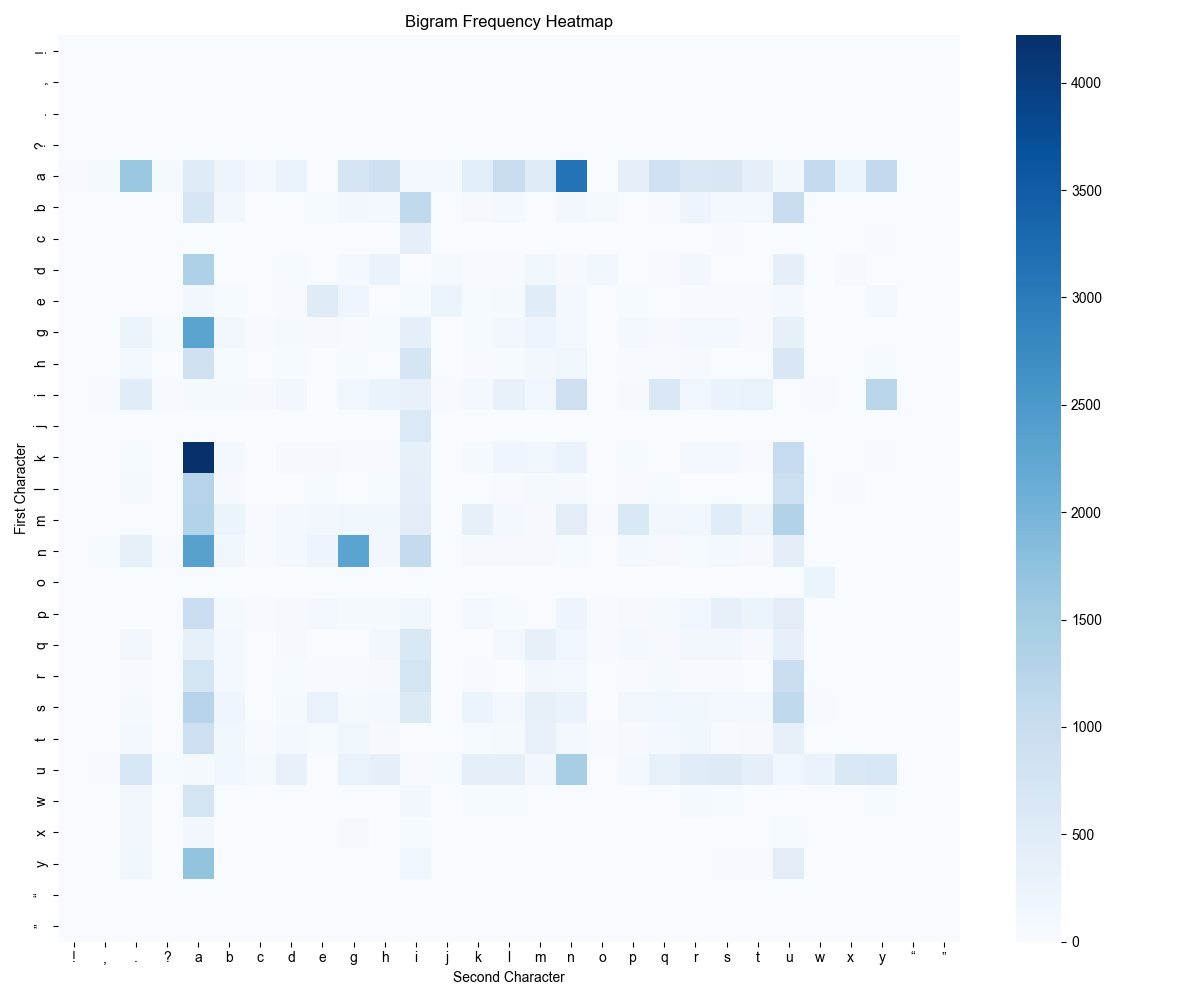 Bigram Frequency Heatmap
First Character
!
,
.
?
a
b
c
d
e
g
h
i
j
k
l
m
n
o
p
q
r
s
t
u
w
x
y
“
”
! , . ? a b c d e g h i j k l m n o p q r s t u w x y “ ”
Second Character
4000
3500
3000
2500
2000
1500
1000
500
0